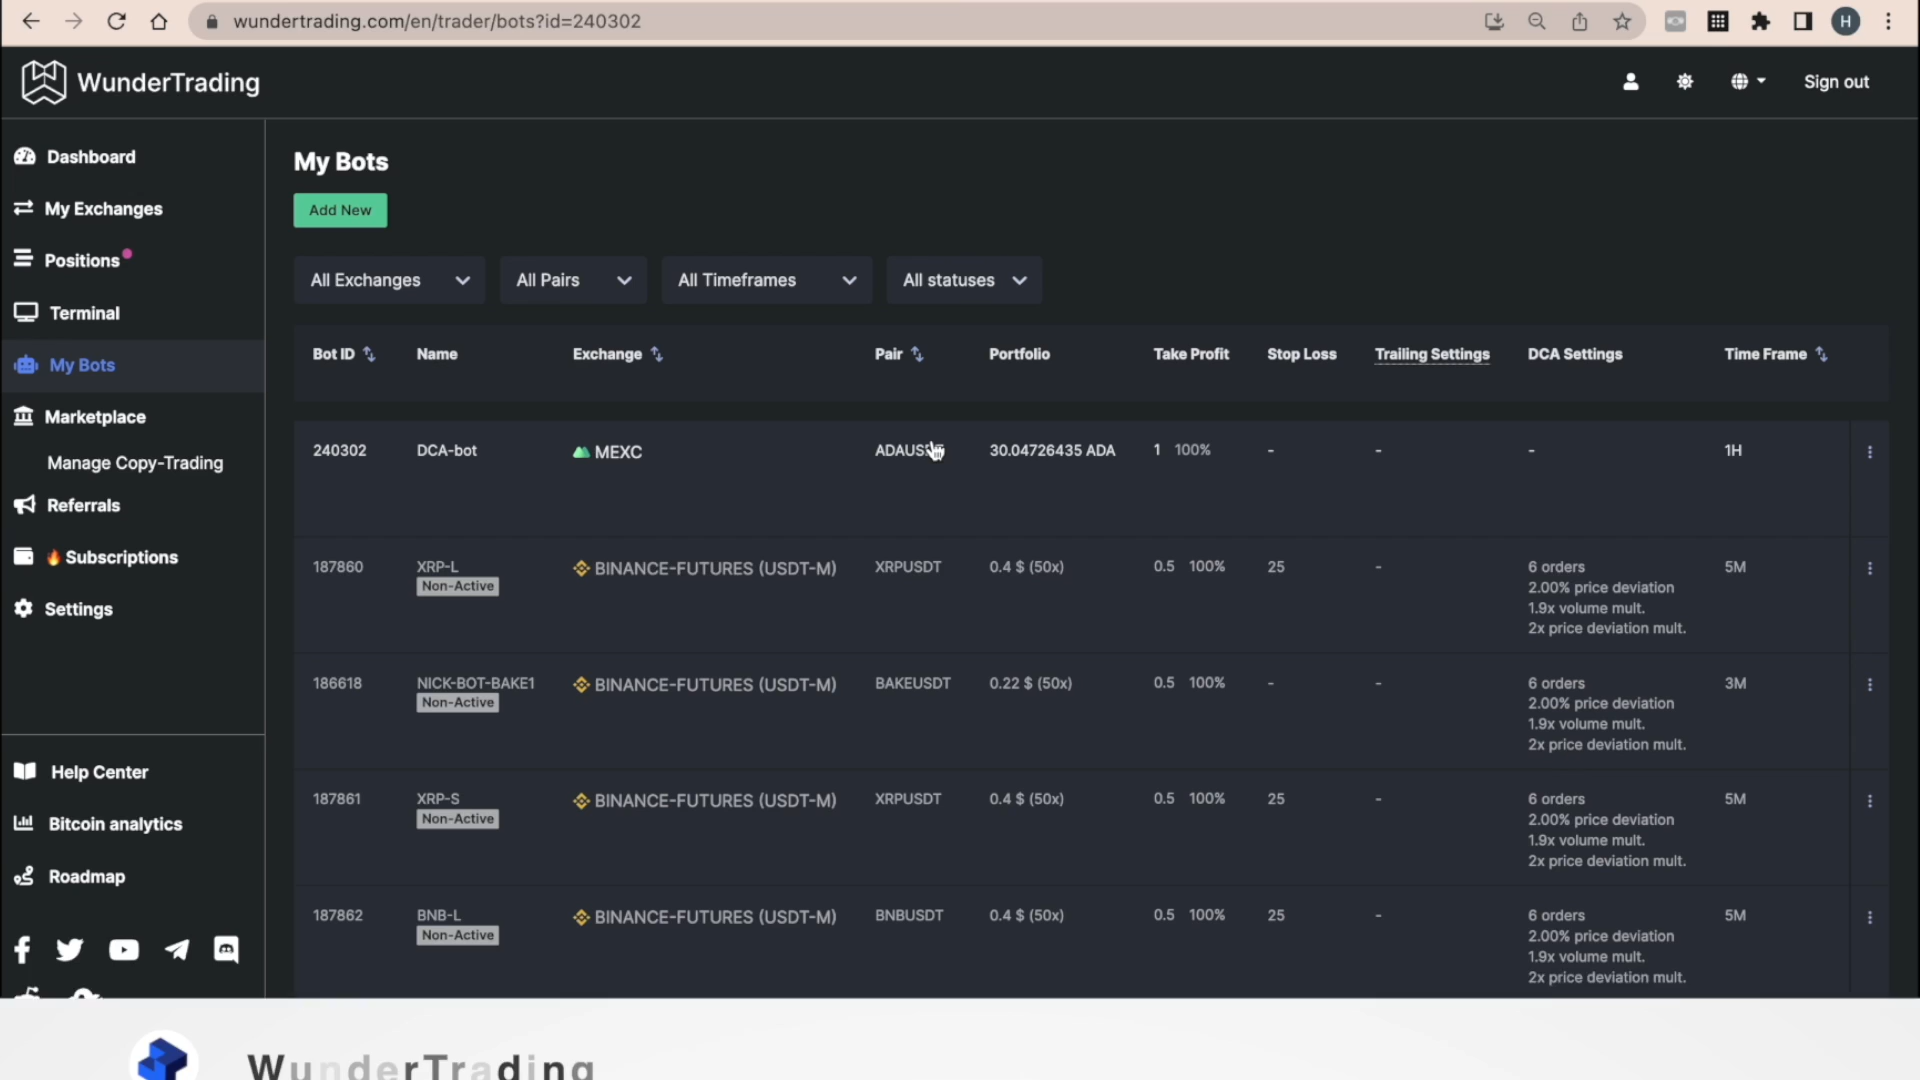 wundertrading.com/en/trader/bots?id=240302
H
WunderTrading
Sign out
Dashboard
My Exchanges
Positions
Terminal
My Bots
Marketplace
Manage Copy-Trading
Referrals
Subscriptions
Settings
Help Center
Bitcoin analytics
Roadmap
My Bots
Add New
All Exchanges All Pairs All Timeframes All statuses
Bot ID Name Exchange Pair Portfolio Take Profit Stop Loss Trailing Settings DCA Settings Time Frame
240302 DCA-bot MEXC 30.04726435 ADA 1 100% - - - 1H
187860 XRP-L BINANCE-FUTURES (USDT-M) XRPUSDT 0.4 $ (50x) 0.5 100% 25 - 6 orders 5M
Non-Active 2.00% price deviation
1.9x volume mult.
2x price deviation mult.
186618 NICK-BOT-BAKE1 BINANCE-FUTURES (USDT-M) BAKEUSDT 0.22 $ (50x) 0.5 100% - - 6 orders 3M
Non-Active 2.00% price deviation
1.9x volume mult.
2x price deviation mult.
187861 XRP-S BINANCE-FUTURES (USDT-M) XRPUSDT 0.4 $ (50x) 0.5 100% 25 - 6 orders 5M
Non-Active 2.00% price deviation
1.9x volume mult.
2x price deviation mult.
187862 BNB-L BINANCE-FUTURES (USDT-M) BNBUSDT 0.4 $ (50x) 0.5 100% 25 - 6 orders 5M
Non-Active 2.00% price deviation
1.9x volume mult.
2x price deviation mult.
WunderTrading